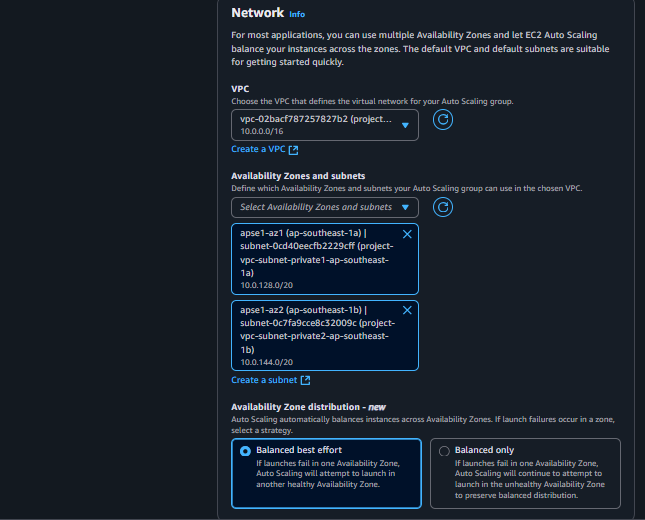 Network Info
For most applications, you can use multiple Availability Zones and let EC2 Auto Scaling
balance your instances across the zones. The default VPC and default subnets are suitable
for getting started quickly.
VPC
Choose the VPC that defines the virtual network for your Auto Scaling group.
vpc-02bacf787257827b2 (project...
10.0.0.0/16
Create a VPC
Availability Zones and subnets
Define which Availability Zones and subnets your Auto Scaling group can use in the chosen VPC.
Select Availability Zones and subnets
apse1-az1 (ap-southeast-1a) |
subnet-0cd40eecfb2229cff (project-
vpc-subnet-private1-ap-southeast-
1a)
10.0.128.0/20
apse1-az2 (ap-southeast-1b) |
subnet-0c7fa9cce8c32009c (project-
vpc-subnet-private2-ap-southeast-
1b)
10.0.144.0/20
Create a subnet
Availability Zone distribution - new
Auto Scaling automatically balances instances across Availability Zones. If launch failures occur in a zone,
select a strategy.
Balanced best effort
If launches fail in one Availability Zone,
Auto Scaling will attempt to launch in
another healthy Availability Zone.
Balanced only
If launches fail in one Availability Zone,
Auto Scaling will continue to attempt to
launch in the unhealthy Availability Zone
to preserve balanced distribution.